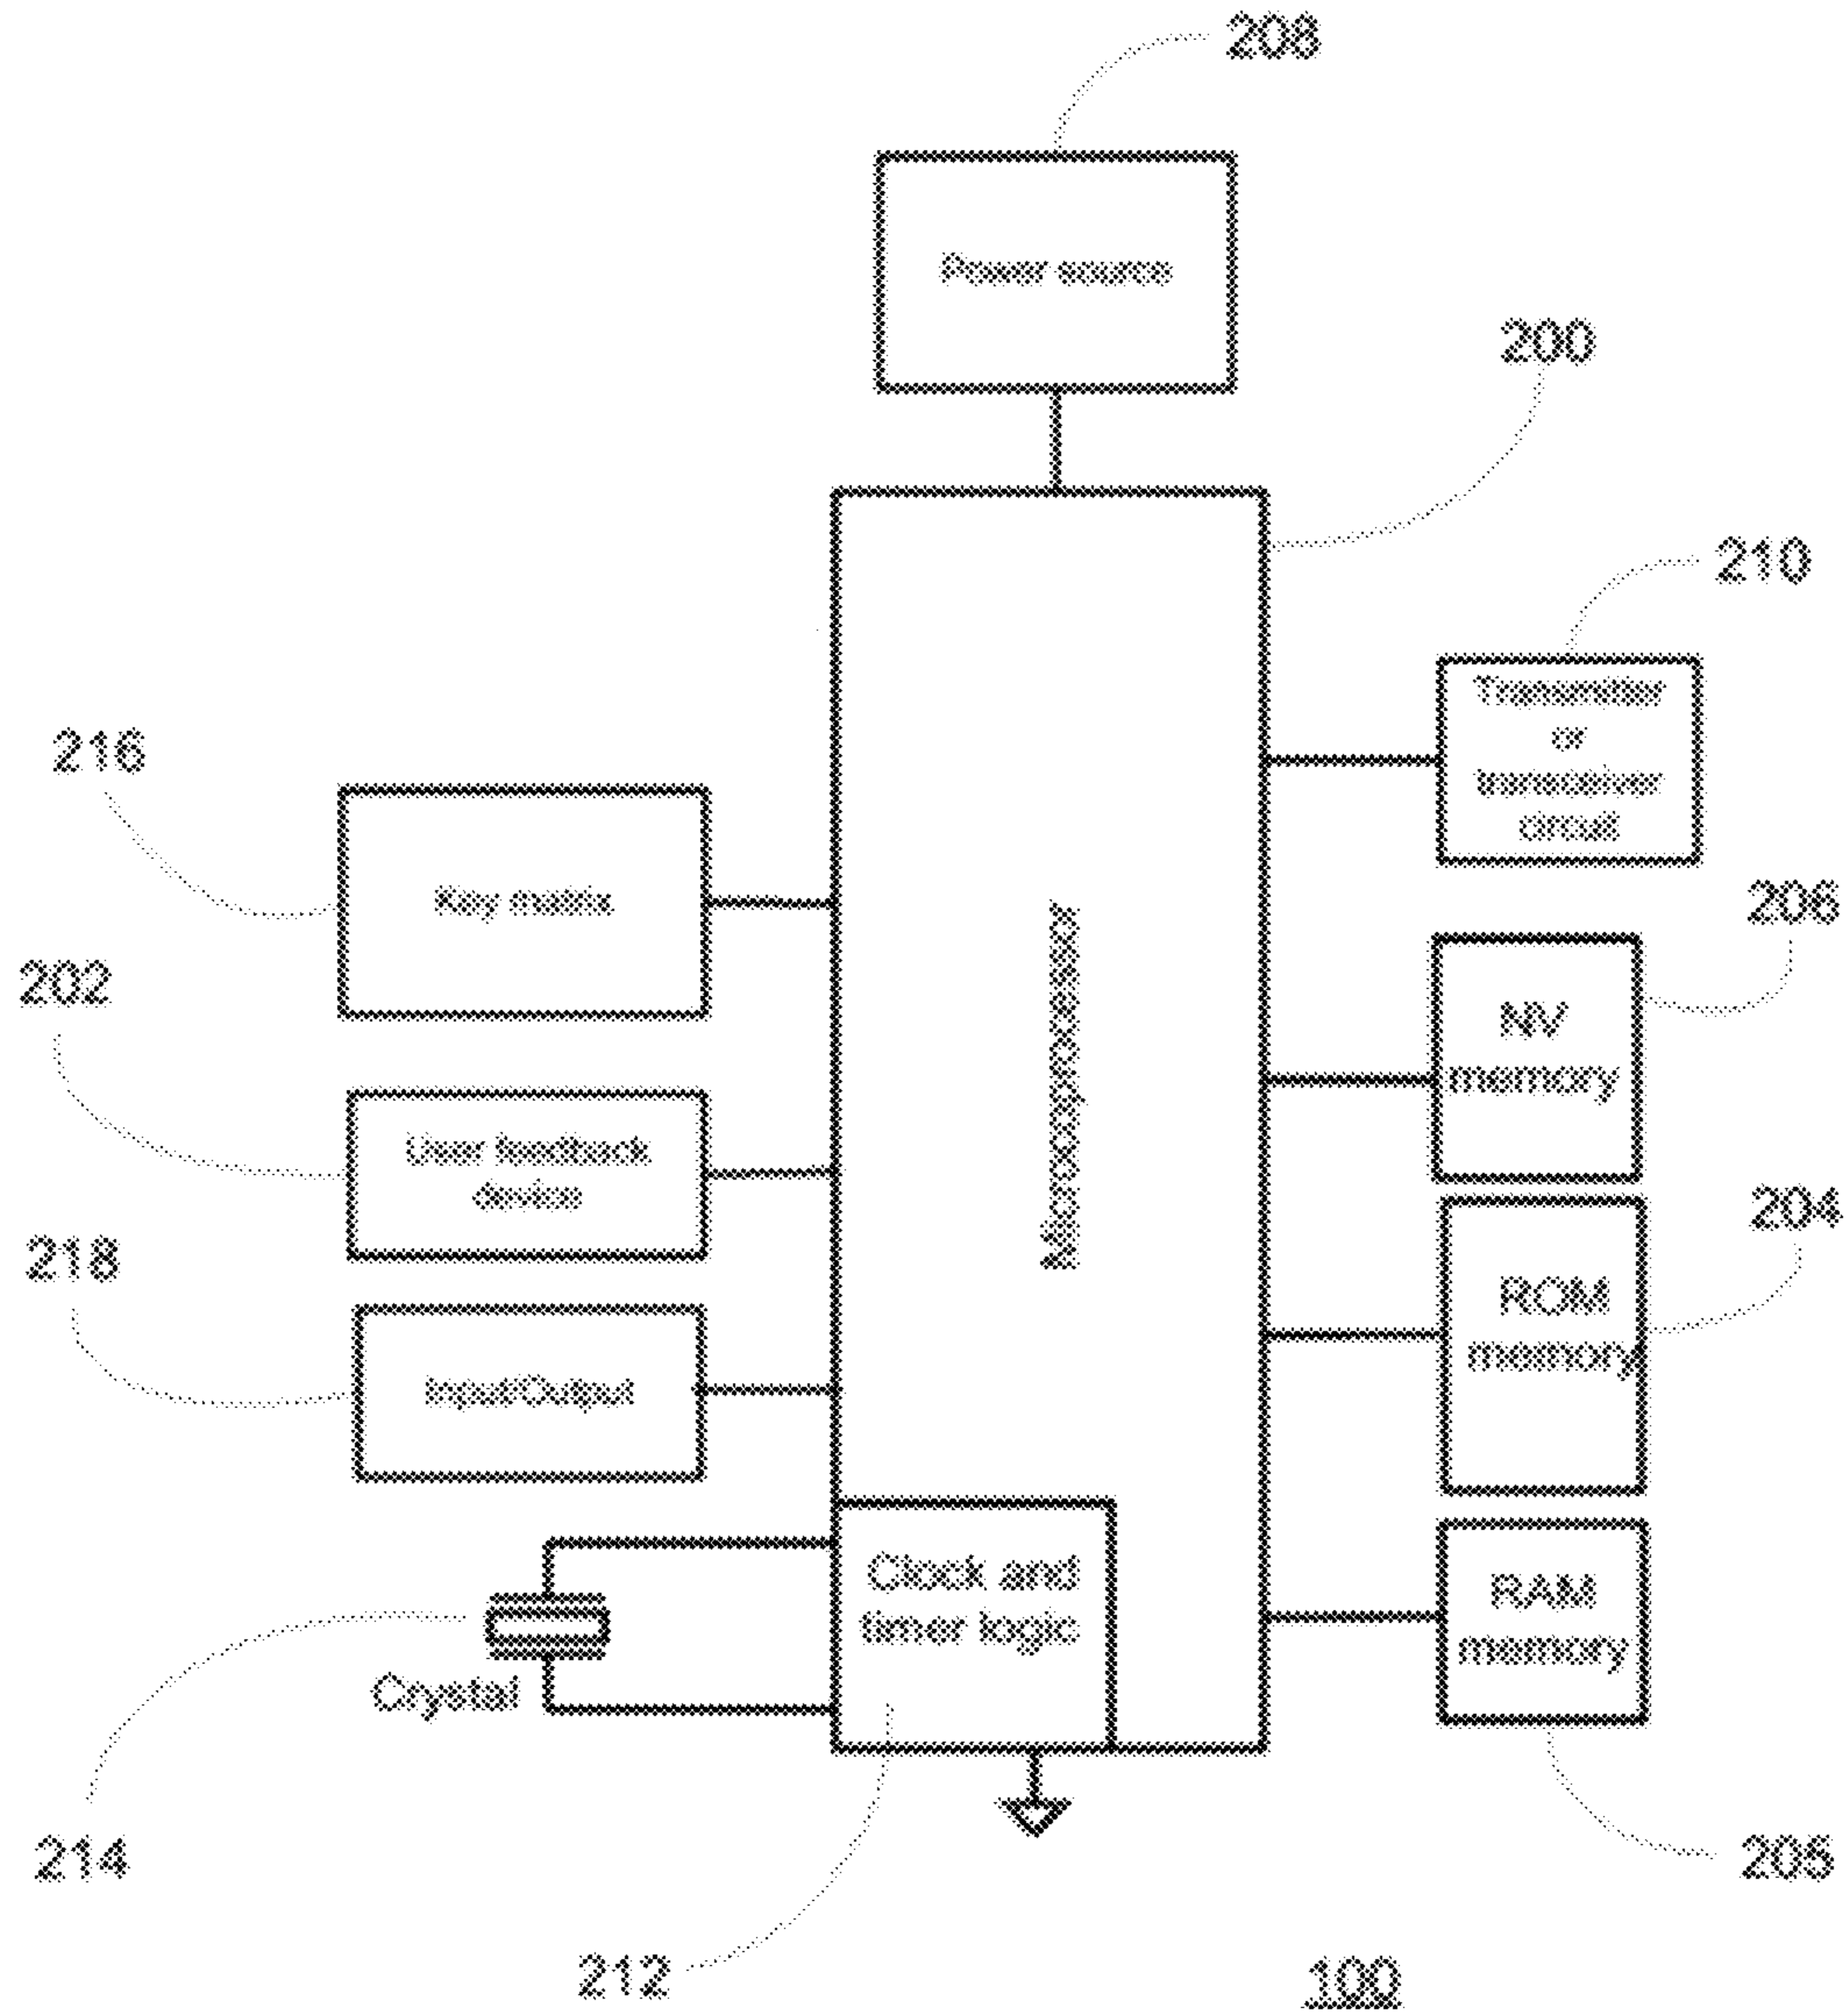 208
Power source
200
210
Transmitter
or
transceiver
circuit
216
Key matrix
206
NV
memory
202
User feedback
device
Microprocessor
204
ROM
memory
218
Input/Output
Clock and
timer logic
RAM
memory
Crystal
214
205
212
100